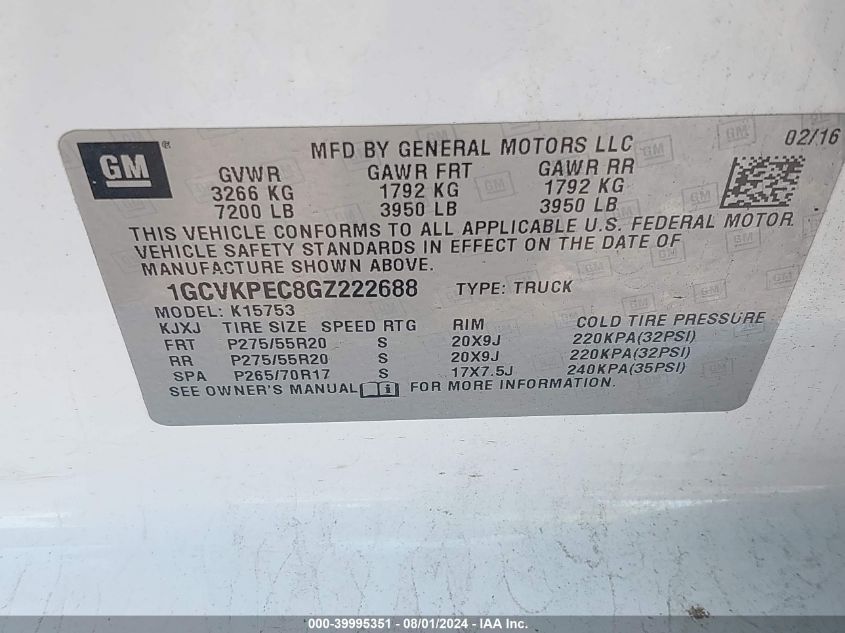 GM ®
MFD BY GENERAL MOTORS LLC 02/16
GVWR GAWR FRT GAWR RR
3266 KG 1792 KG 1792 KG
7200 LB 3950 LB 3950 LB
THIS VEHICLE CONFORMS TO ALL APPLICABLE U.S. FEDERAL MOTOR
VEHICLE SAFETY STANDARDS IN EFFECT ON THE DATE OF
MANUFACTURE SHOWN ABOVE.
1GCVKPEC8GZ222688 TYPE: TRUCK
MODEL: K15753
KJXJ TIRE SIZE SPEED RTG RIM COLD TIRE PRESSURE
FRT P275/55R20 S 20X9J 220KPA(32PSI)
RR P275/55R20 S 20X9J 220KPA(32PSI)
SPA P265/70R17 S 17X7.5J 240KPA(35PSI)
SEE OWNER'S MANUAL i FOR MORE INFORMATION.
000-39995351 - 08/01/2024 - IAA Inc.